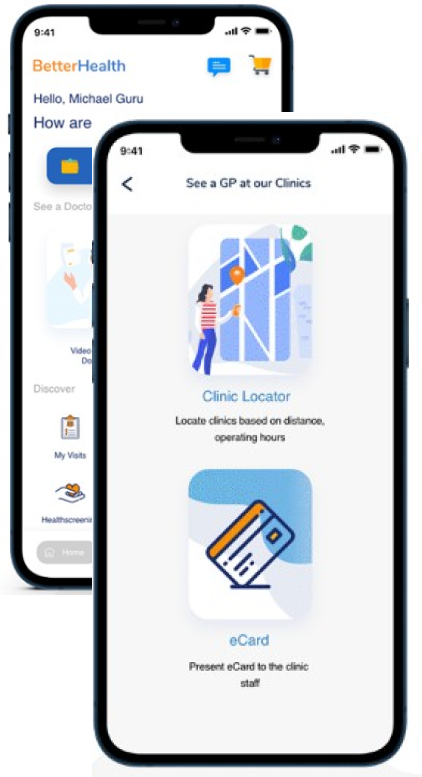 9:41
BetterHealth
Hello, Michael Guru
How are
See a Docto
Video
Do
Discover
My Visits
Healthscreenin
Home
9:41
See a GP at our Clinics
Clinic Locator
Locate clinics based on distance,
operating hours
eCard
Present eCard to the clinic
staff